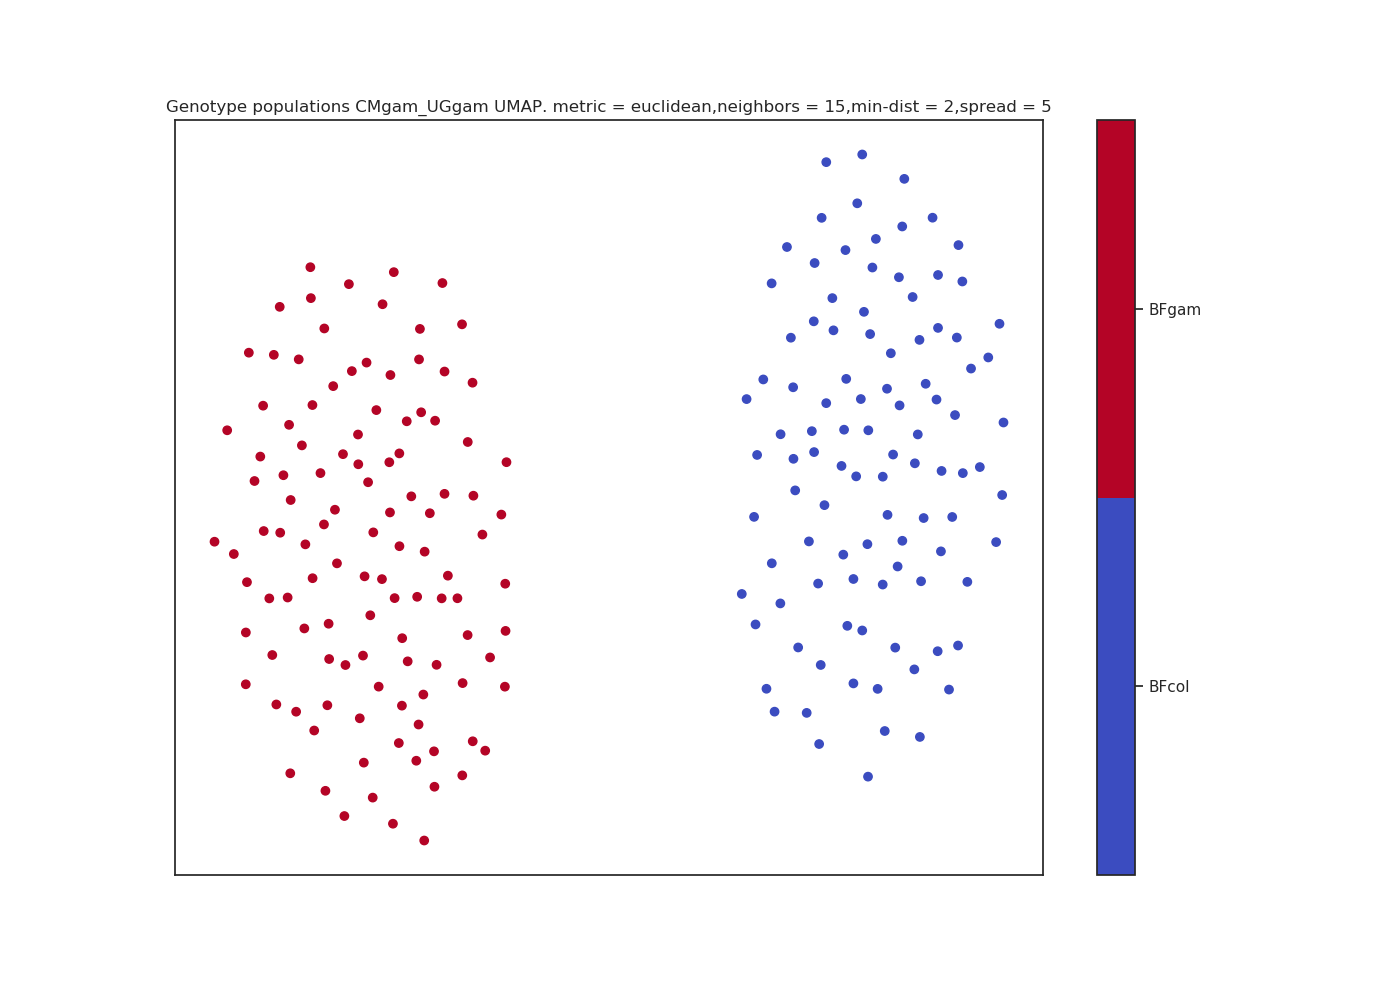 Genotype populations CMgam_UGgam UMAP. metric = euclidean,neighbors = 15,min-dist = 2,spread = 5
BFgam
BFcol